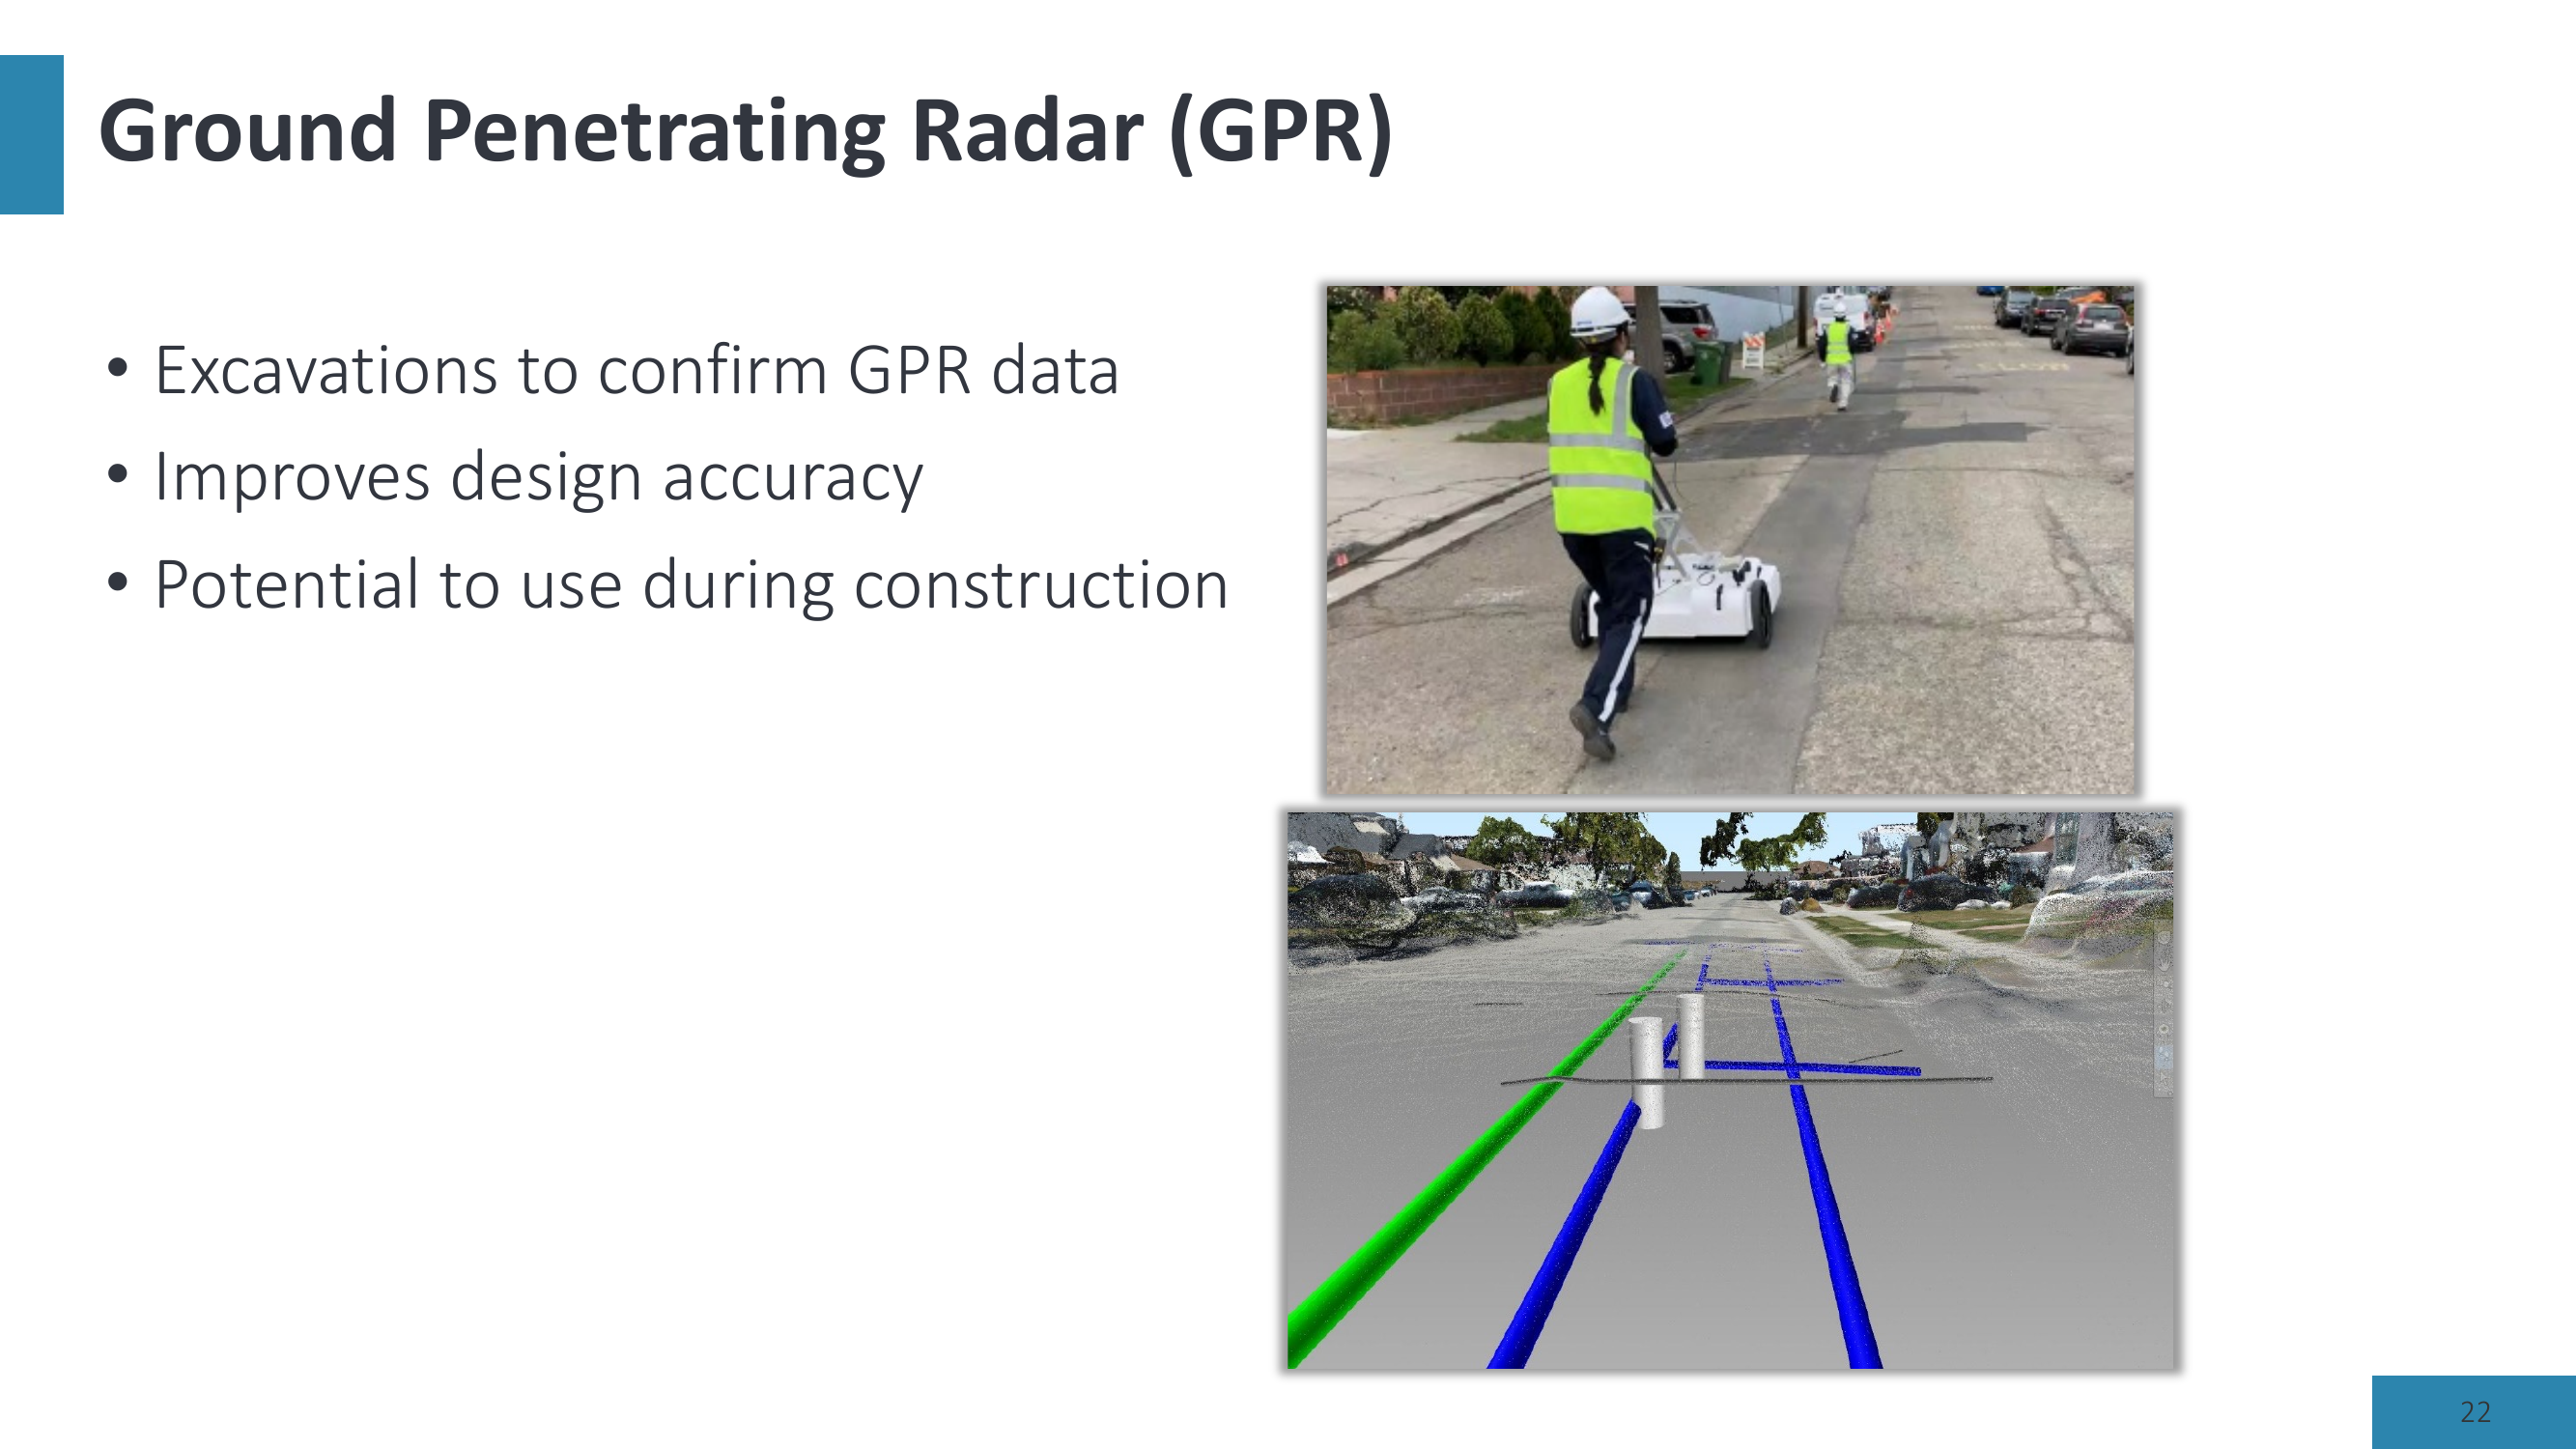 Ground Penetrating Radar (GPR)
• Excavations to confirm GPR data
• Improves design accuracy
• Potential to use during construction
22